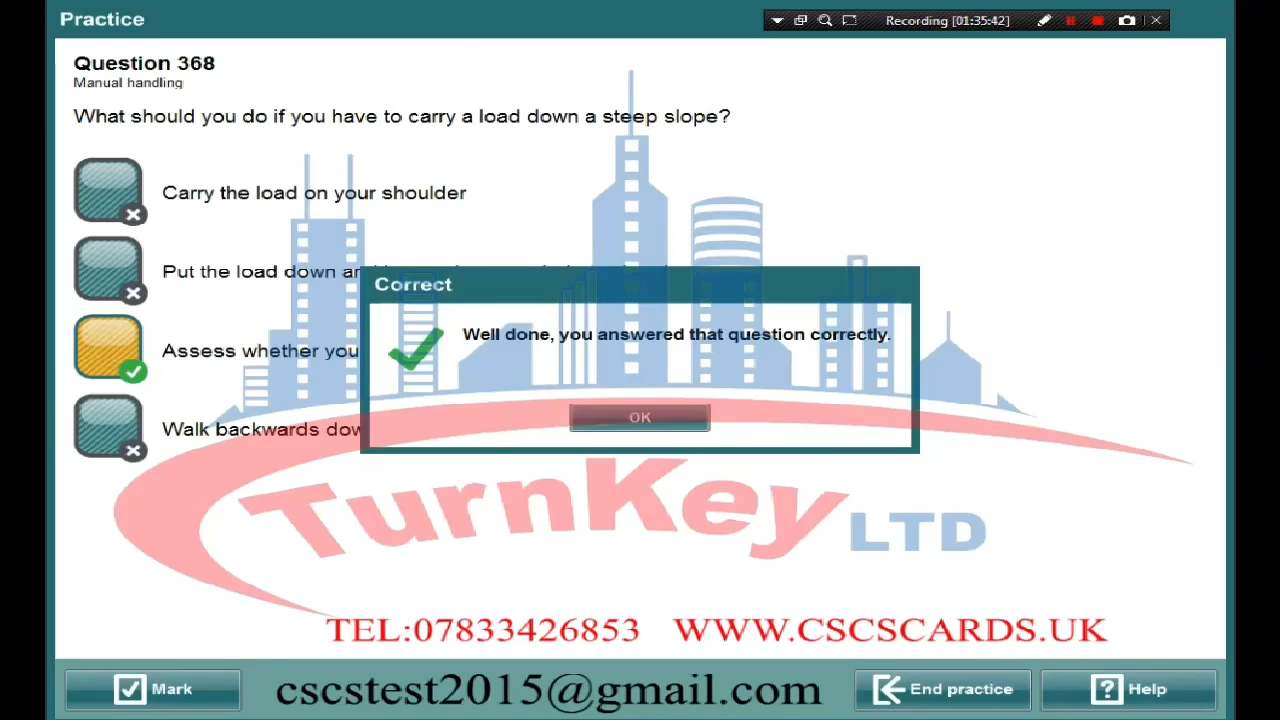 Practice
Recording [01:35:42]
Question 368
Manual handling
What should you do if you have to carry a load down a steep slope?
Carry the load on your shoulder
Put the load down an
Correct
Well done, you answered that question correctly.
Assess whether you
OK
Walk backwards dow
TurnKey LTD
TEL:07833426853 WWW.CSCSCARDS.UK
Mark
cscstest2015@gmail.com
End practice
Help